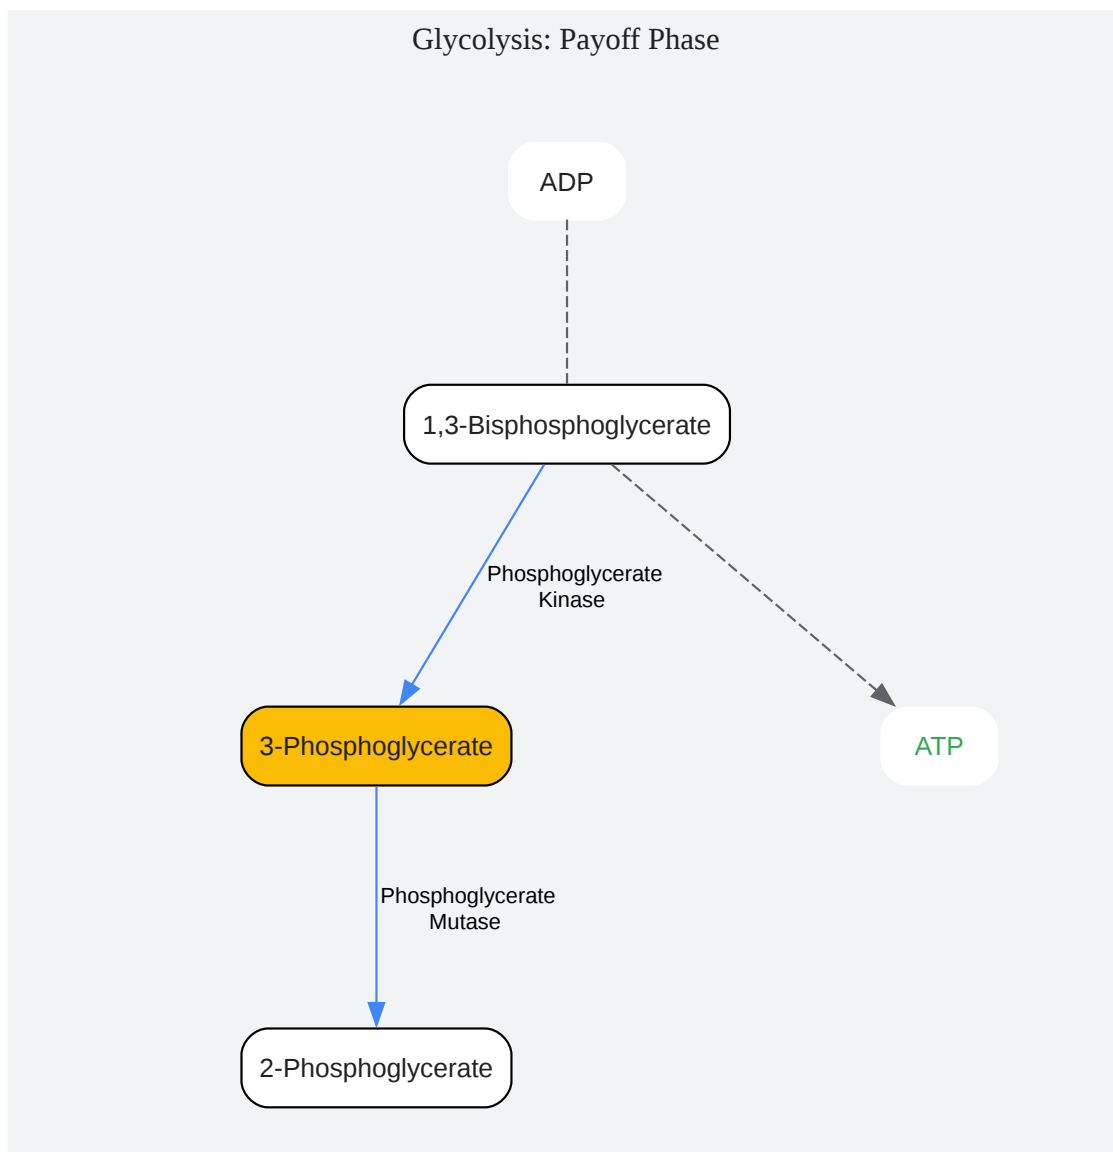 Glycolysis: Payoff Phase
ADP
1,3-Bisphosphoglycerate
Phosphoglycerate
Kinase
3-Phosphoglycerate
ATP
Phosphoglycerate
Mutase
2-Phosphoglycerate